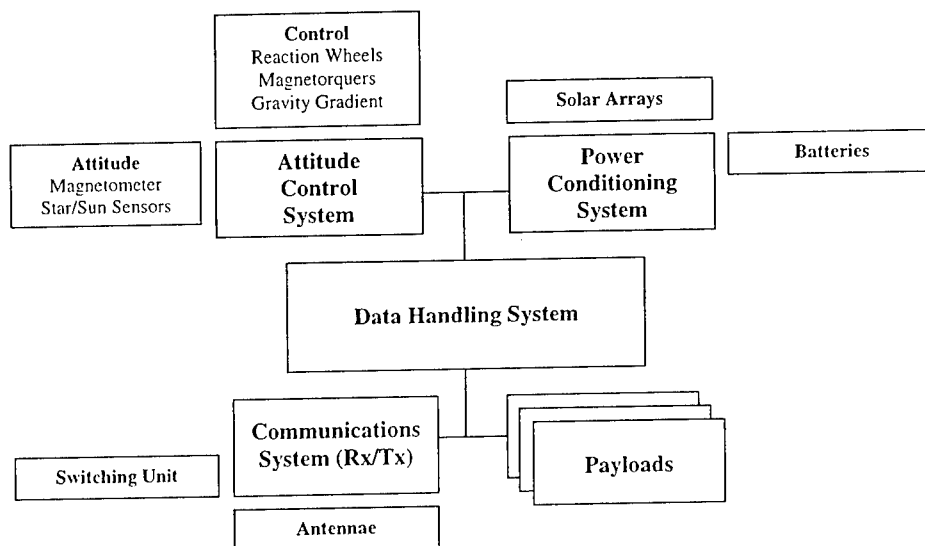 Control
Reaction Wheels
Magnetorquers
Gravity Gradient
Solar Arrays
Attitude
Magnetometer
Star/Sun Sensors
Attitude
Control
System
Power
Conditioning
System
Batteries
Data Handling System
Communications
System (Rx/Tx)
Payloads
Switching Unit
Antennae